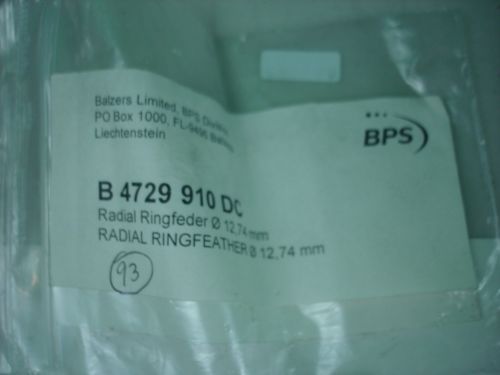 Balzers Limited, BPS Division
PO Box 1000, FL-9496 Balzers
Liechtenstein
BPS
B 4729 910 DC
Radial Ringfeder Ø 12,74 mm
RADIAL RINGFEATHER Ø 12,74 mm
93